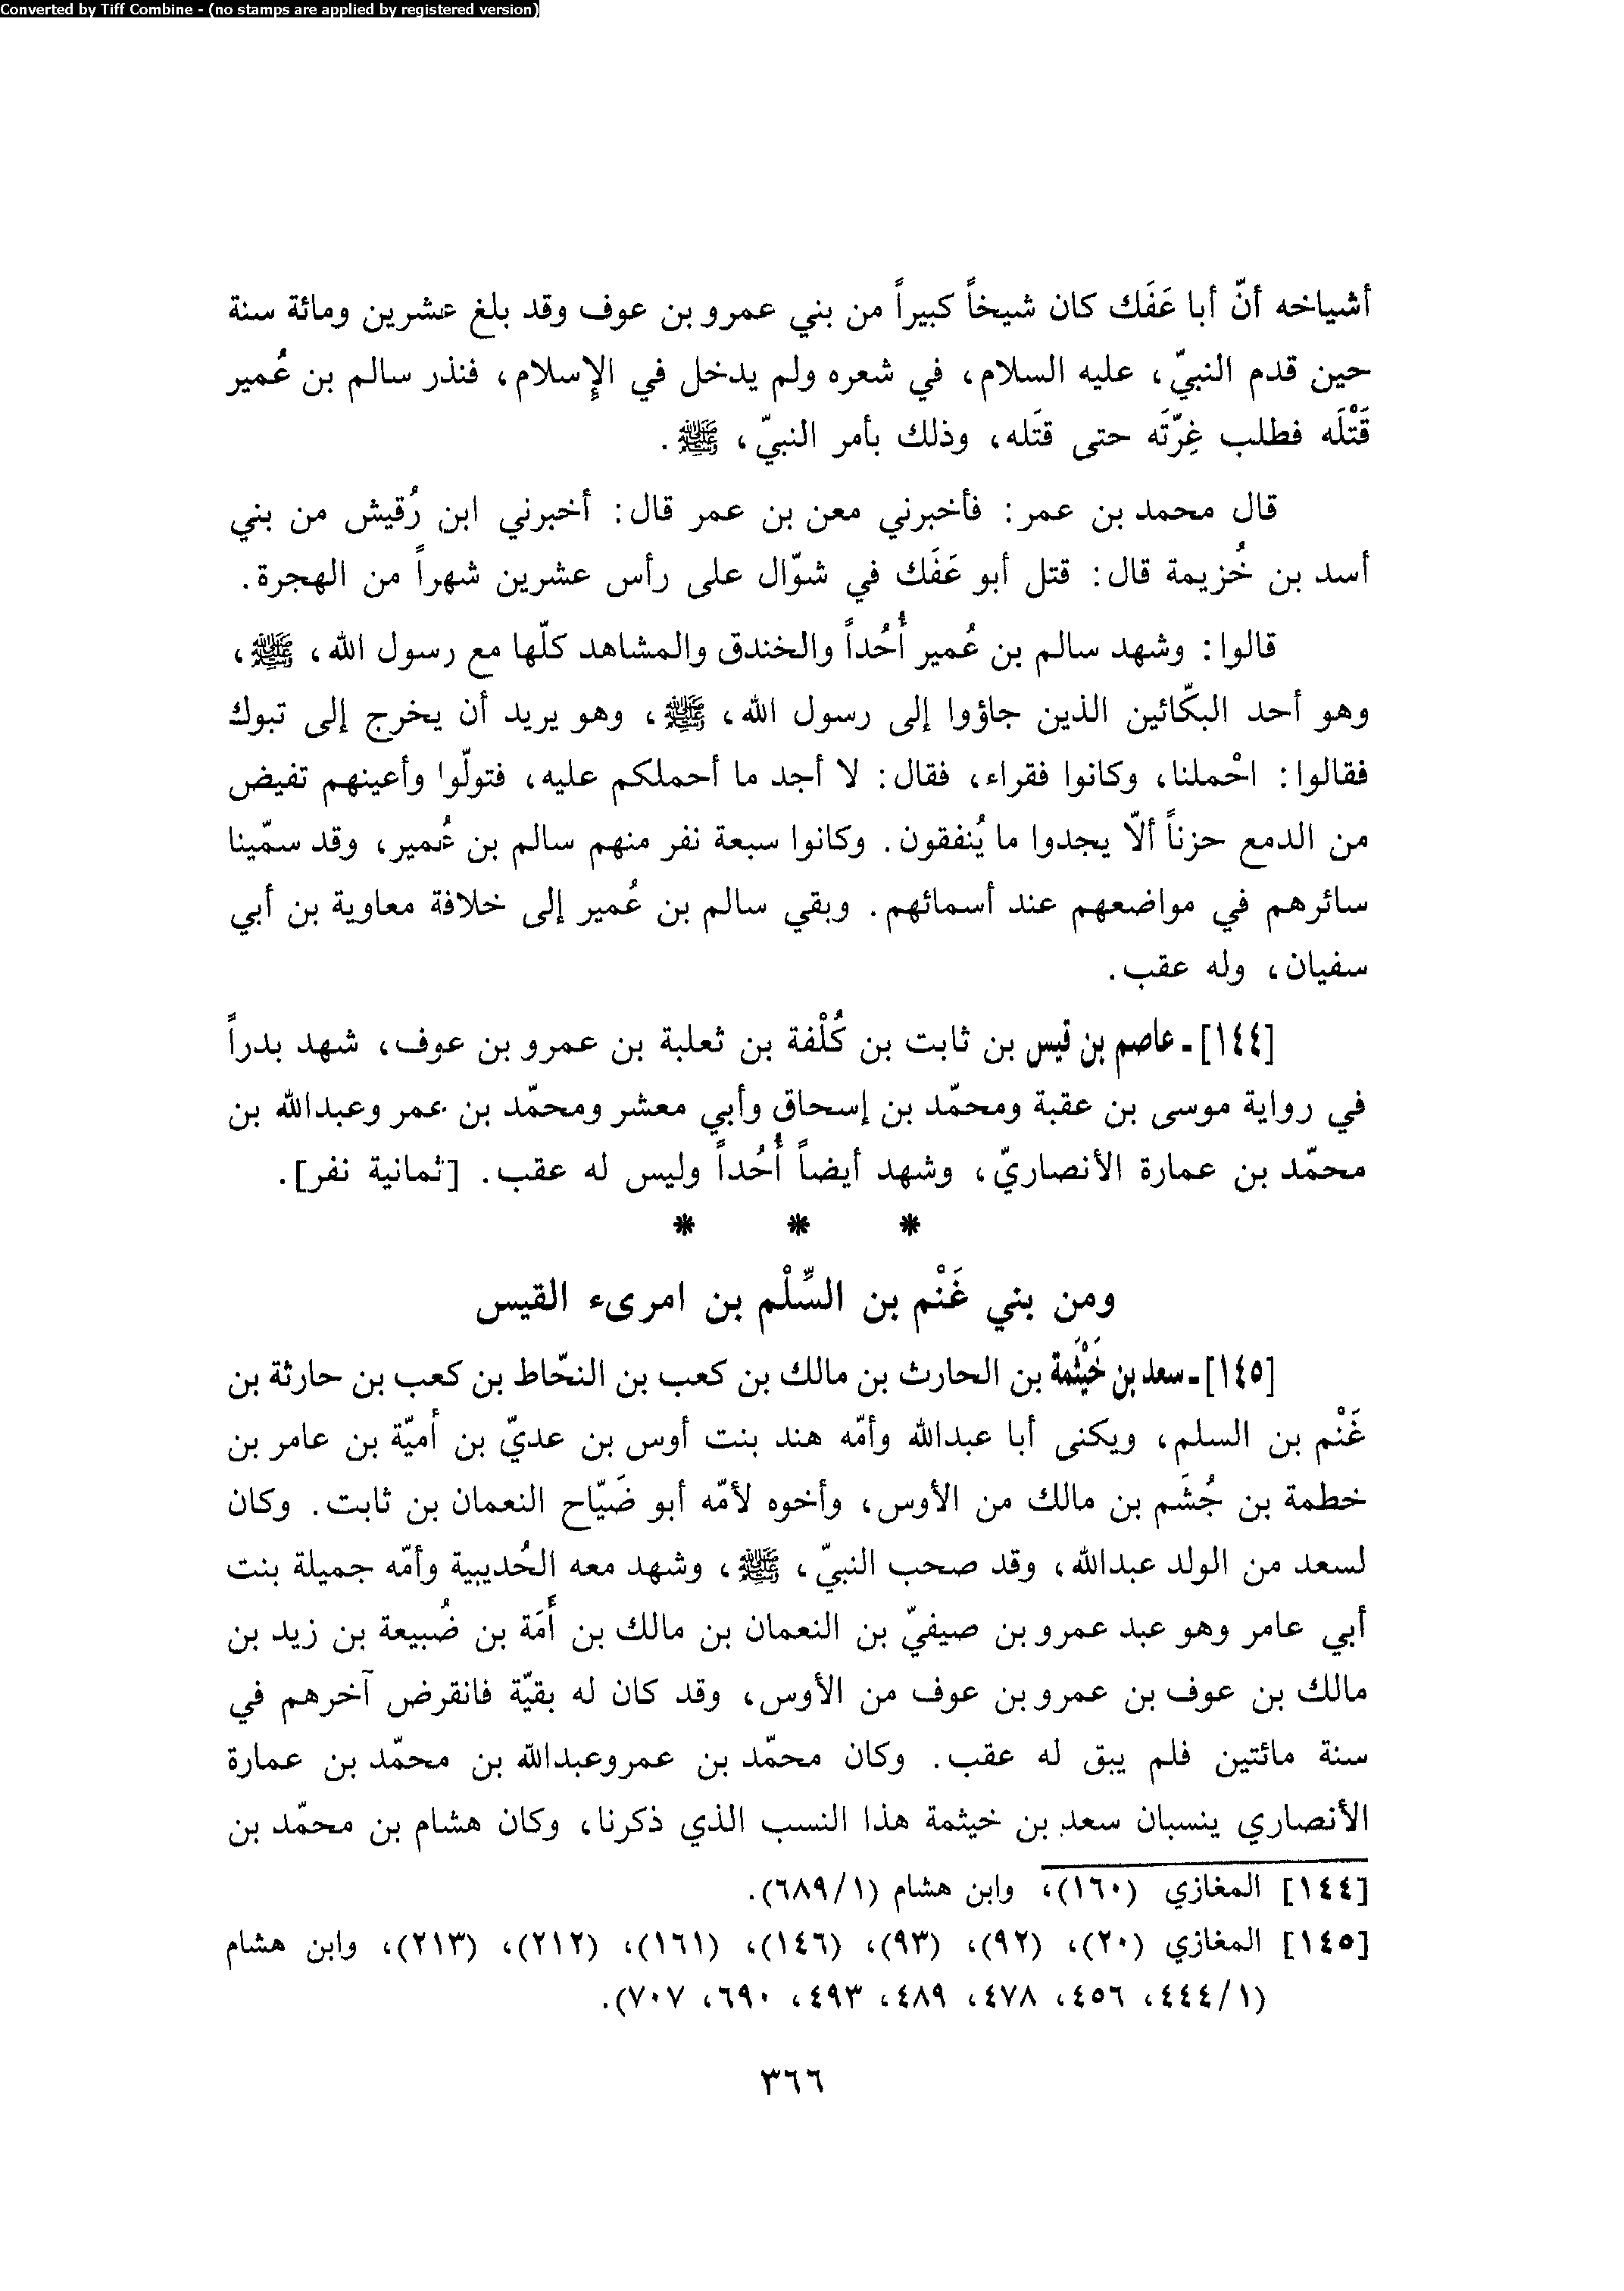 Converted by Tiff Combine - (no stamps are applied by registered version)
أشياخه أنّ أبا عَفَك كان شيخاً كبيراً من بني عمرو بن عوف وقد بلغ عشرين ومائة سنة
حين قدم النبيّ، عليه السلام، في شعره ولم يدخل في الإسلام، فنذر سالم بن عُمير
قَتْلَه فطلب غِرّتَه حتى قتَله، وذلك بأمر النبيّ، ﷺ.
قال محمد بن عمر: فأخبرني معن بن عمر قال: أخبرني ابن رُقيش من بني
أسد بن خُزيمة قال: قتل أبو عَفَك في شوّال على رأس عشرين شهراً من الهجرة.
قالوا: وشهد سالم بن عُمير أُحُداً والخندق والمشاهد كلّها مع رسول الله، ﷺ،
وهو أحد البكّائين الذين جاؤوا إلى رسول الله، ﷺ، وهو يريد أن يخرج إلى تبوك
فقالوا: احْملنا، وكانوا فقراء، فقال: لا أجد ما أحملكم عليه، فتولّوا وأعينهم تفيض
من الدمع حزناً ألاّ يجدوا ما يُنفقون. وكانوا سبعة نفر منهم سالم بن عُمير، وقد سمّينا
سائرهم في مواضعهم عند أسمائهم. وبقي سالم بن عُمير إلى خلافة معاوية بن أبي
سفيان، وله عقب.
[١٤٤] ـ عاصم بن قيس بن ثابت بن كُلْفة بن ثعلبة بن عمرو بن عوف، شهد بدراً
في رواية موسى بن عقبة ومحمّد بن إسحاق وأبي معشر ومحمّد بن عمر وعبدالله بن
محمّد بن عمارة الأنصاريّ، وشهد أيضاً أُحُداً وليس له عقب. [ثمانية نفر].
* * *
ومن بني غَنْم بن السِّلْم بن امرىء القيس
[١٤٥] ـ سعد بن خَيْثَمة بن الحارث بن مالك بن كعب بن النحّاط بن كعب بن حارثة بن
غَنْم بن السلم، ويكنى أبا عبدالله وأمّه هند بنت أوس بن عديّ بن أميّة بن عامر بن
خطمة بن جُشَم بن مالك من الأوس، وأخوه لأمّه أبو ضَيّاح النعمان بن ثابت. وكان
لسعد من الولد عبدالله، وقد صحب النبيّ، ﷺ، وشهد معه الحُديبية وأمّه جميلة بنت
أبي عامر وهو عبد عمرو بن صيفيّ بن النعمان بن مالك بن أَمَة بن ضُبيعة بن زيد بن
مالك بن عوف بن عمرو بن عوف من الأوس، وقد كان له بقيّة فانقرض آخرهم في
سنة مائتين فلم يبق له عقب. وكان محمّد بن عمروعبدالله بن محمّد بن عمارة
الأنصاري ينسبان سعد بن خيثمة هذا النسب الذي ذكرنا، وكان هشام بن محمّد بن
[١٤٤] المغازي (١٦٠)، وابن هشام (١/ ٦٨٩).
[١٤٥] المغازي (٢٠)، (٩٢)، (٩٣)، (١٤٦)، (١٦١)، (٢١٢)، (٢١٣)، وابن هشام
(١/ ٤٤٤، ٤٥٦، ٤٧٨، ٤٨٩، ٤٩٣، ٦٩٠، ٧٠٧).
٣٦٦